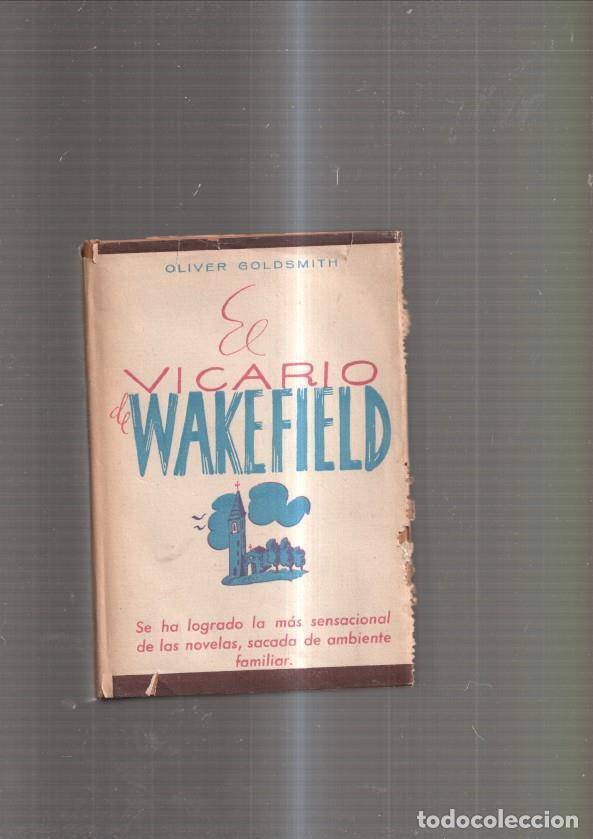 OLIVER GOLDSMITH
El
VICARIO
de WAKEFIELD
Se ha logrado la más sensacional
de las novelas, sacada de ambiente
familiar.
todocoleccion